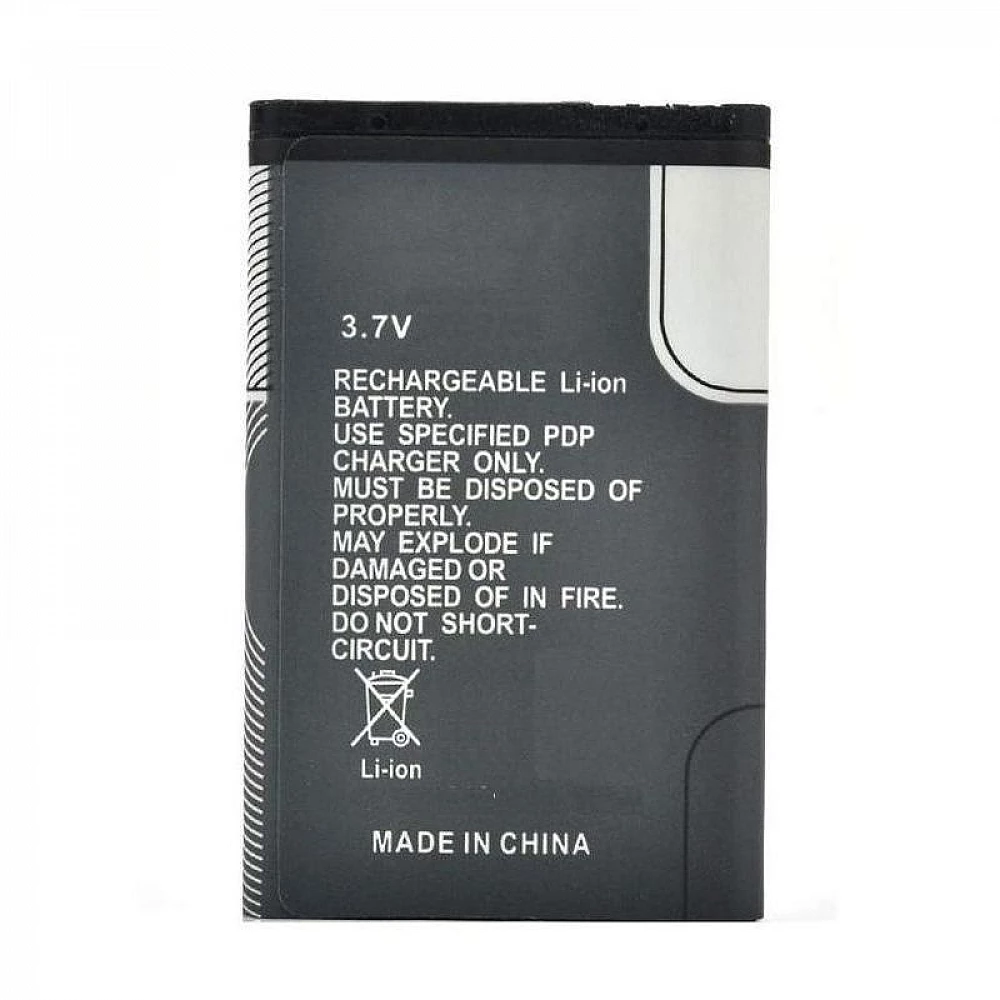 3.7V
RECHARGEABLE Li-ion
BATTERY.
USE SPECIFIED PDP
CHARGER ONLY.
MUST BE DISPOSED OF
PROPERLY.
MAY EXPLODE IF
DAMAGED OR
DISPOSED OF IN FIRE.
DO NOT SHORT-
CIRCUIT.
Li-ion
MADE IN CHINA